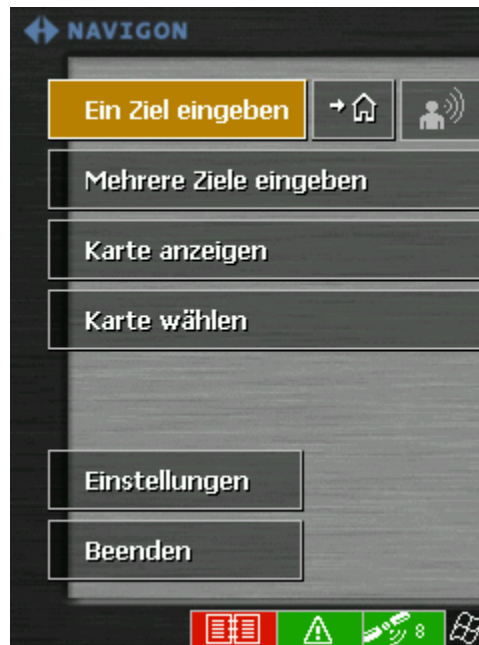 NAVIGON
Ein Ziel eingeben
Mehrere Ziele eingeben
Karte anzeigen
Karte wählen
Einstellungen
Beenden
8